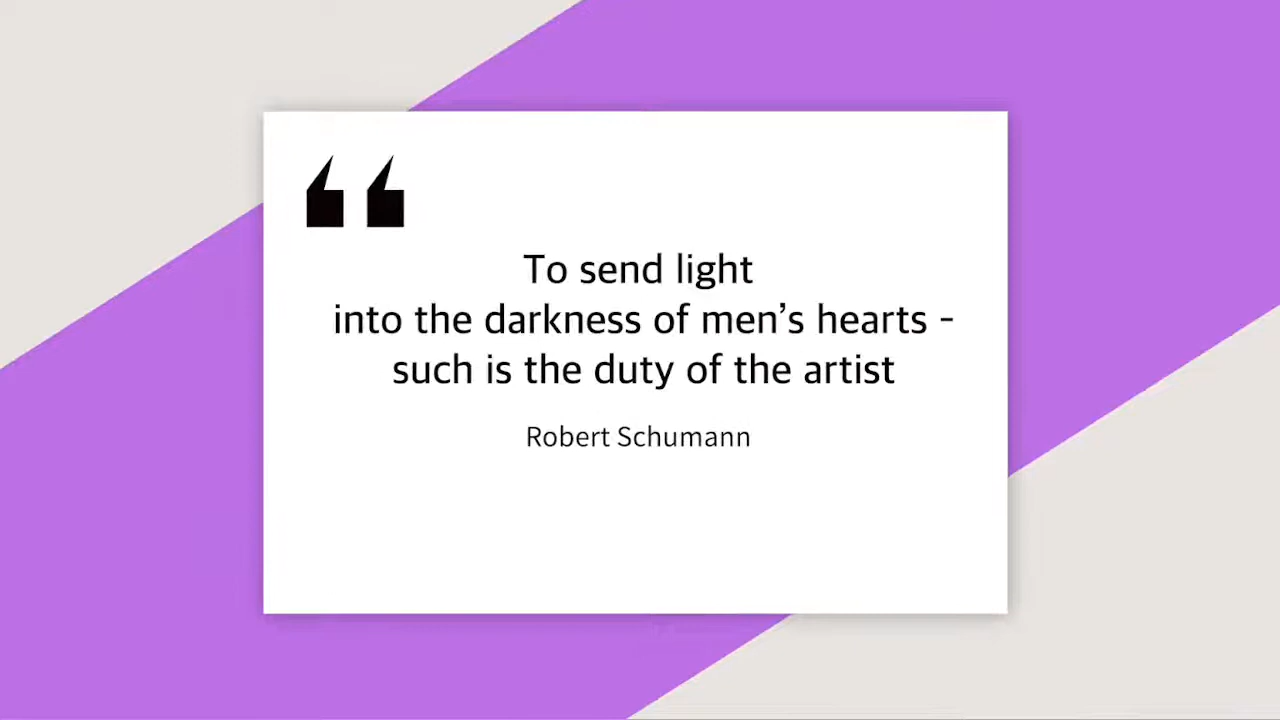 To send light
into the darkness of men’s hearts -
such is the duty of the artist
Robert Schumann